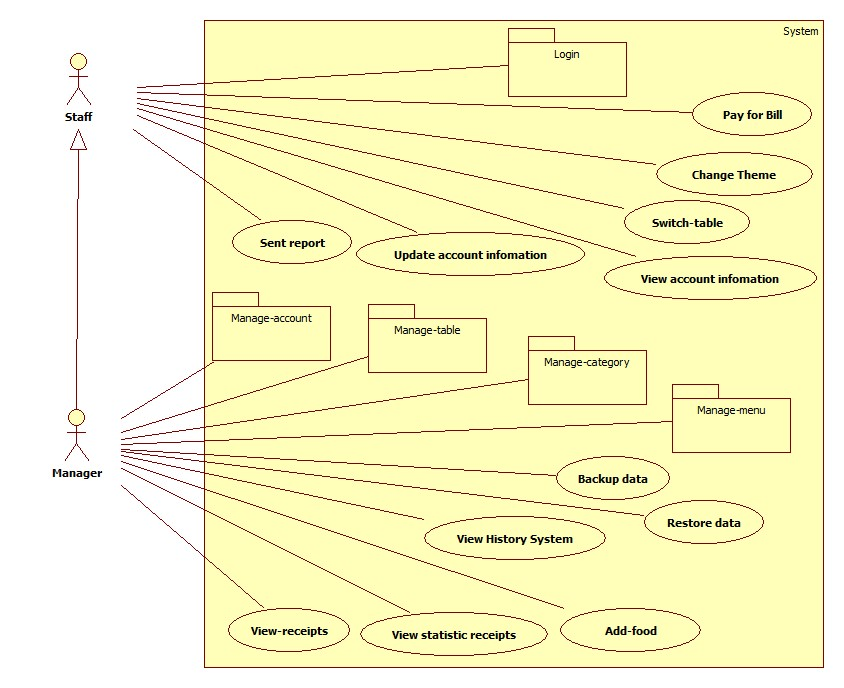 System
Login
Staff
Pay for Bill
Change Theme
Switch-table
Sent report
Update account infomation
View account infomation
Manage-account
Manage-table
Manage-category
Manage-menu
Manager
Backup data
Restore data
View History System
View-receipts
View statistic receipts
Add-food